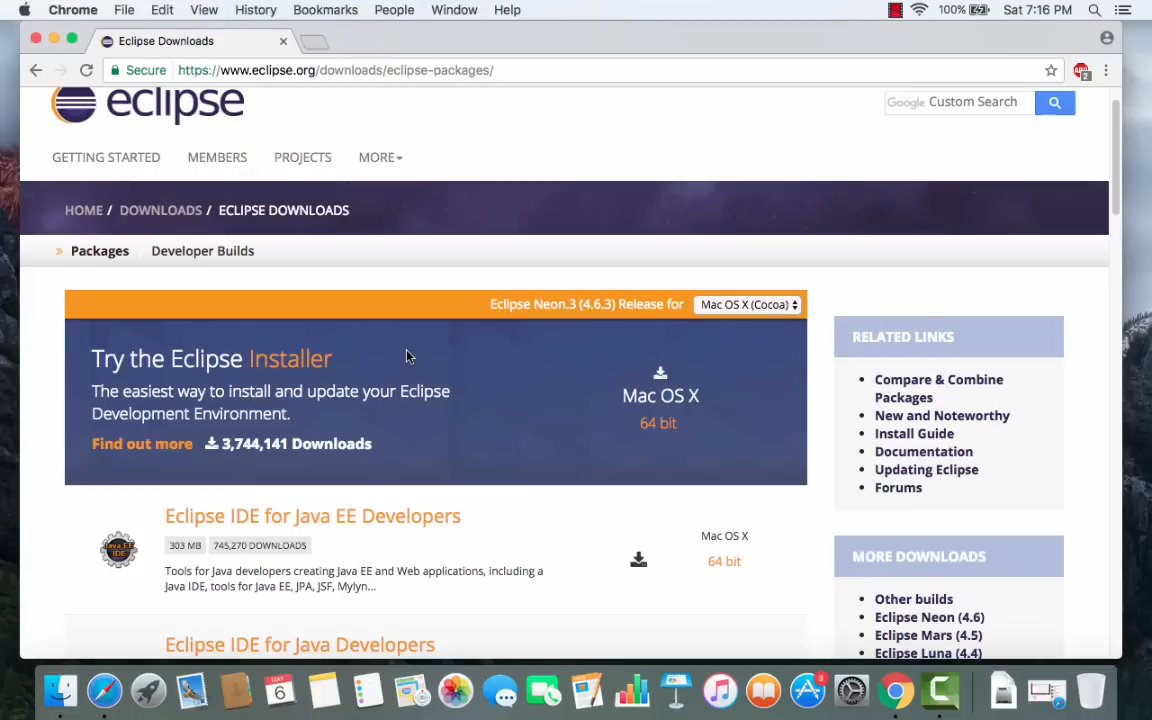 Chrome File Edit View History Bookmarks People Window Help 100% Sat 7:16 PM
Eclipse Downloads
Secure https://www.eclipse.org/downloads/eclipse-packages/
2
eclipse
Google Custom Search
GETTING STARTED MEMBERS PROJECTS MORE
HOME / DOWNLOADS / ECLIPSE DOWNLOADS
» Packages Developer Builds
Eclipse Neon.3 (4.6.3) Release for Mac OS X (Cocoa)
Try the Eclipse Installer
The easiest way to install and update your Eclipse
Development Environment.
Find out more 3,744,141 Downloads
Mac OS X
64 bit
RELATED LINKS
• Compare & Combine
Packages
• New and Noteworthy
• Install Guide
• Documentation
• Updating Eclipse
• Forums
Java EE
IDE
Eclipse IDE for Java EE Developers
303 MB 745,270 DOWNLOADS
Tools for Java developers creating Java EE and Web applications, including a
Java IDE, tools for Java EE, JPA, JSF, Mylyn...
Mac OS X
64 bit
MORE DOWNLOADS
• Other builds
• Eclipse Neon (4.6)
• Eclipse Mars (4.5)
• Eclipse Luna (4.4)
Eclipse IDE for Java Developers
MAY
6
8